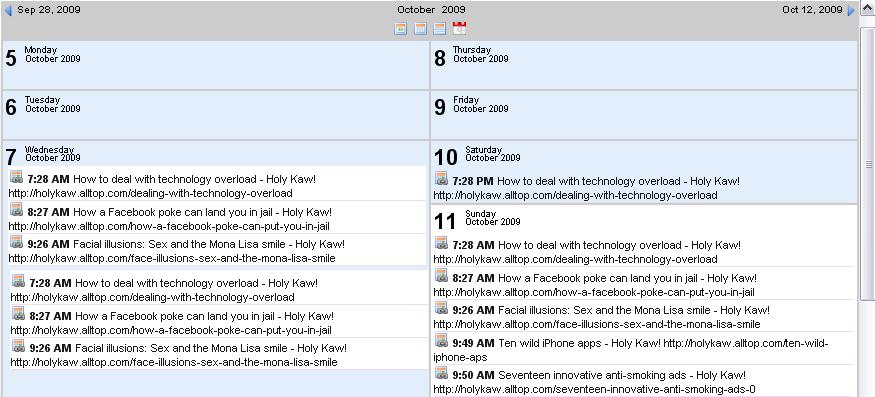 Sep 28, 2009
October 2009
Oct 12, 2009
5 Monday
October 2009
6 Tuesday
October 2009
7 Wednesday
October 2009
7:28 AM How to deal with technology overload - Holy Kaw!
http://holykaw.alltop.com/dealing-with-technology-overload
8:27 AM How a Facebook poke can land you in jail - Holy Kaw!
http://holykaw.alltop.com/how-a-facebook-poke-can-put-you-in-jail
9:26 AM Facial illusions: Sex and the Mona Lisa smile - Holy Kaw!
http://holykaw.alltop.com/face-illusions-sex-and-the-mona-lisa-smile
7:28 AM How to deal with technology overload - Holy Kaw!
http://holykaw.alltop.com/dealing-with-technology-overload
8:27 AM How a Facebook poke can land you in jail - Holy Kaw!
http://holykaw.alltop.com/how-a-facebook-poke-can-put-you-in-jail
9:26 AM Facial illusions: Sex and the Mona Lisa smile - Holy Kaw!
http://holykaw.alltop.com/face-illusions-sex-and-the-mona-lisa-smile
8 Thursday
October 2009
9 Friday
October 2009
10 Saturday
October 2009
7:28 PM How to deal with technology overload - Holy Kaw!
http://holykaw.alltop.com/dealing-with-technology-overload
11 Sunday
October 2009
7:28 AM How to deal with technology overload - Holy Kaw!
http://holykaw.alltop.com/dealing-with-technology-overload
8:27 AM How a Facebook poke can land you in jail - Holy Kaw!
http://holykaw.alltop.com/how-a-facebook-poke-can-put-you-in-jail
9:26 AM Facial illusions: Sex and the Mona Lisa smile - Holy Kaw!
http://holykaw.alltop.com/face-illusions-sex-and-the-mona-lisa-smile
9:49 AM Ten wild iPhone apps - Holy Kaw! http://holykaw.alltop.com/ten-wild-
iphone-aps
9:50 AM Seventeen innovative anti-smoking ads - Holy Kaw!
http://holykaw.alltop.com/seventeen-innovative-anti-smoking-ads-0